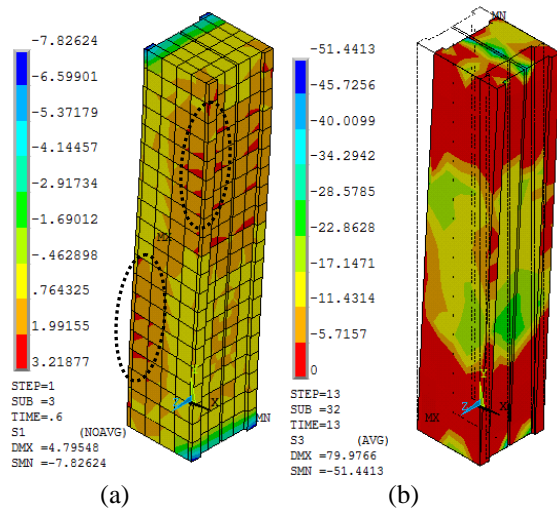 -7.82624
-6.59901
-5.37179
-4.14457
-2.91734
-1.69012
-.462898
.764325
1.99155
3.21877
STEP=1
SUB =3
TIME=.6
S1 (NOAVG)
DMX =4.79548
SMN =-7.82624
MX
Z
X
MN
(a)
-51.4413
-45.7256
-40.0099
-34.2942
-28.5785
-22.8628
-17.1471
-11.4314
-5.7157
0
STEP=13
SUB =32
TIME=13
S3 (AVG)
DMX =79.9766
SMN =-51.4413
MN
Y
Z
X
MX
(b)